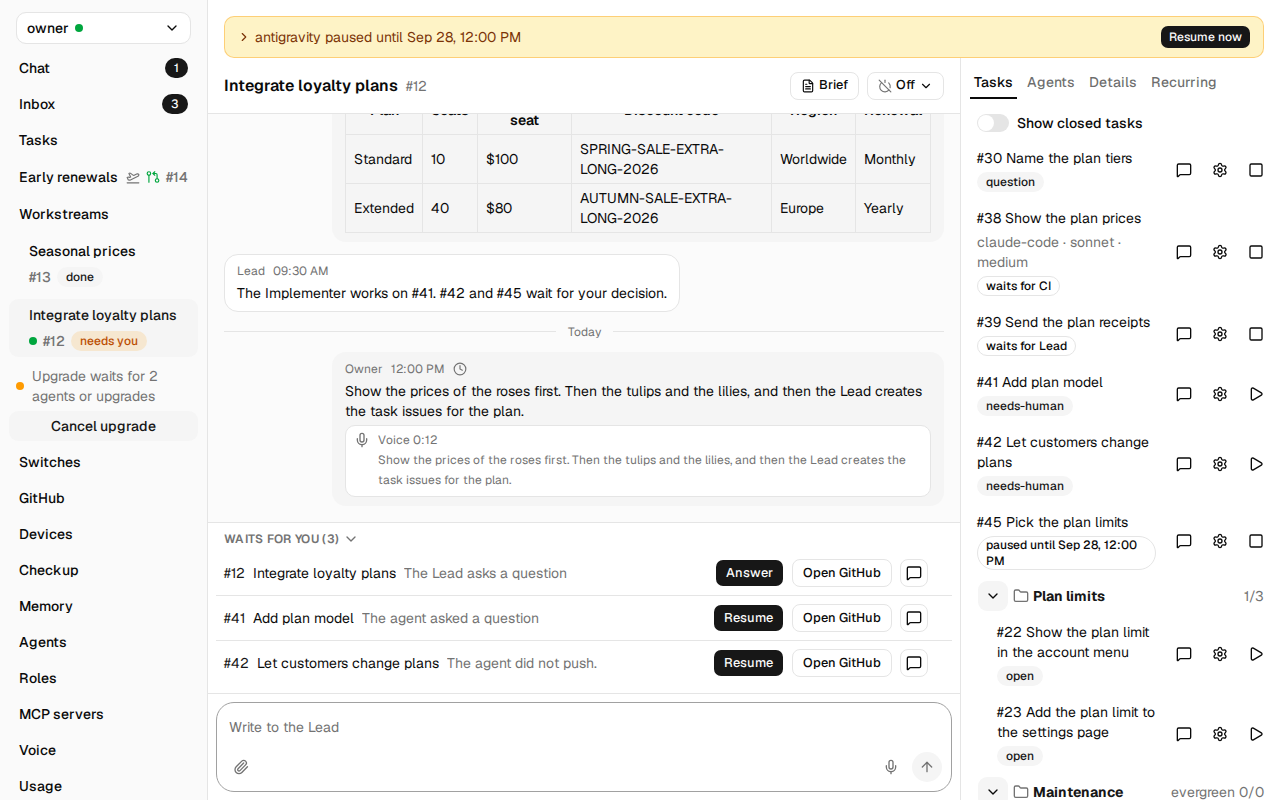 owner
Chat 1
Inbox 3
Tasks
Early renewals #14
Workstreams
Seasonal prices
#13 done
Integrate loyalty plans
#12 needs you
Upgrade waits for 2
agents or upgrades
Cancel upgrade
Switches
GitHub
Devices
Checkup
Memory
Agents
Roles
MCP servers
Voice
Usage
antigravity paused until Sep 28, 12:00 PM
Resume now
Integrate loyalty plans #12
Brief
Off
seat
Standard 10 $100 SPRING-SALE-EXTRA-
LONG-2026 Worldwide Monthly
Extended 40 $80 AUTUMN-SALE-EXTRA-
LONG-2026 Europe Yearly
Lead 09:30 AM
The Implementer works on #41. #42 and #45 wait for your decision.
Today
Owner 12:00 PM
Show the prices of the roses first. Then the tulips and the lilies, and then the Lead creates
the task issues for the plan.
Voice 0:12
Show the prices of the roses first. Then the tulips and the lilies, and then the Lead creates the
task issues for the plan.
WAITS FOR YOU (3)
#12 Integrate loyalty plans The Lead asks a question Answer Open GitHub
#41 Add plan model The agent asked a question Resume Open GitHub
#42 Let customers change plans The agent did not push. Resume Open GitHub
Write to the Lead
Tasks Agents Details Recurring
Show closed tasks
#30 Name the plan tiers
question
#38 Show the plan prices
claude-code · sonnet ·
medium
waits for CI
#39 Send the plan receipts
waits for Lead
#41 Add plan model
needs-human
#42 Let customers change
plans
needs-human
#45 Pick the plan limits
paused until Sep 28, 12:00
PM
Plan limits 1/3
#22 Show the plan limit
in the account menu
open
#23 Add the plan limit to
the settings page
open
Maintenance evergreen 0/0